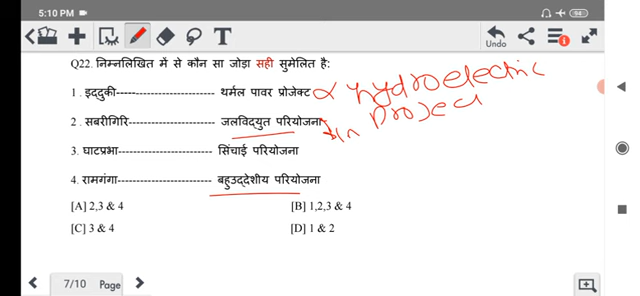 5:10 PM 54
Undo
Q22. निम्नलिखित में से कौन सा जोड़ा सही सुमेलित है:
1. इद्दुकी-------------------- थर्मल पावर प्रोजेक्ट hydroelectric
2. सबरीगिरि-------------------- जलविद्युत परियोजना in Project
3. घाटप्रभा-------------------- सिंचाई परियोजना
4. रामगंगा-------------------- बहुउद्देशीय परियोजना
[A] 2,3 & 4 [B] 1,2,3 & 4
[C] 3 & 4 [D] 1 & 2
7/10 Page